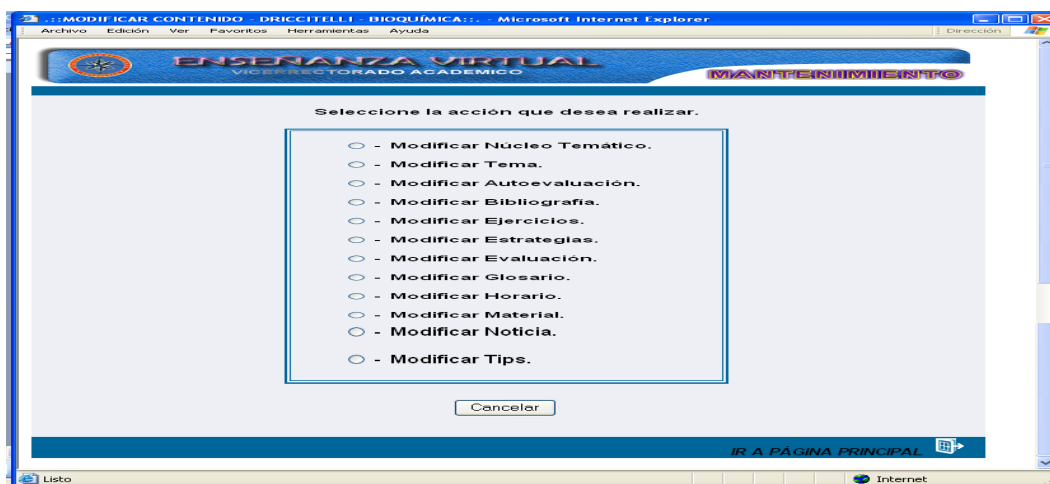 .::MODIFICAR CONTENIDO - DRICCITELLI - BIOQUÍMICA::. - Microsoft Internet Explorer
Archivo Edición Ver Favoritos Herramientas Ayuda Dirección
ENSEÑANZA VIRTUAL
VICERRECTORADO ACADEMICO
MANTENIMIENTO
Seleccione la acción que desea realizar.
- Modificar Núcleo Temático.
- Modificar Tema.
- Modificar Autoevaluación.
- Modificar Bibliografía.
- Modificar Ejercicios.
- Modificar Estrategias.
- Modificar Evaluación.
- Modificar Glosario.
- Modificar Horario.
- Modificar Material.
- Modificar Noticia.
- Modificar Tips.
Cancelar
IR A PÁGINA PRINCIPAL
Listo Internet